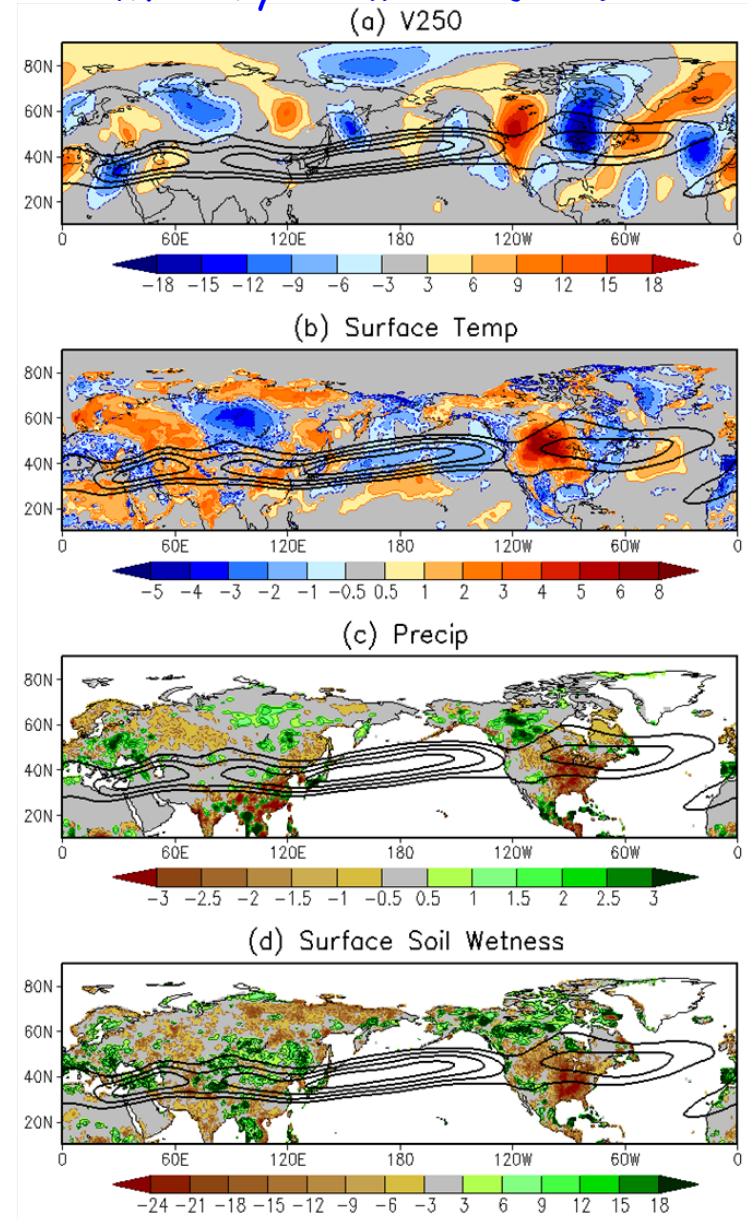 (a) V250
80N
60N
40N
20N
0 60E 120E 180 120W 60W 0
-18 -15 -12 -9 -6 -3 3 6 9 12 15 18
(b) Surface Temp
80N
60N
40N
20N
0 60E 120E 180 120W 60W 0
-5 -4 -3 -2 -1 -0.5 0.5 1 2 3 4 5 6 8
(c) Precip
80N
60N
40N
20N
0 60E 120E 180 120W 60W 0
-3 -2.5 -2 -1.5 -1 -0.5 0.5 1 1.5 2 2.5 3
(d) Surface Soil Wetness
80N
60N
40N
20N
0 60E 120E 180 120W 60W 0
-24 -21 -18 -15 -12 -9 -6 -3 3 6 9 12 15 18